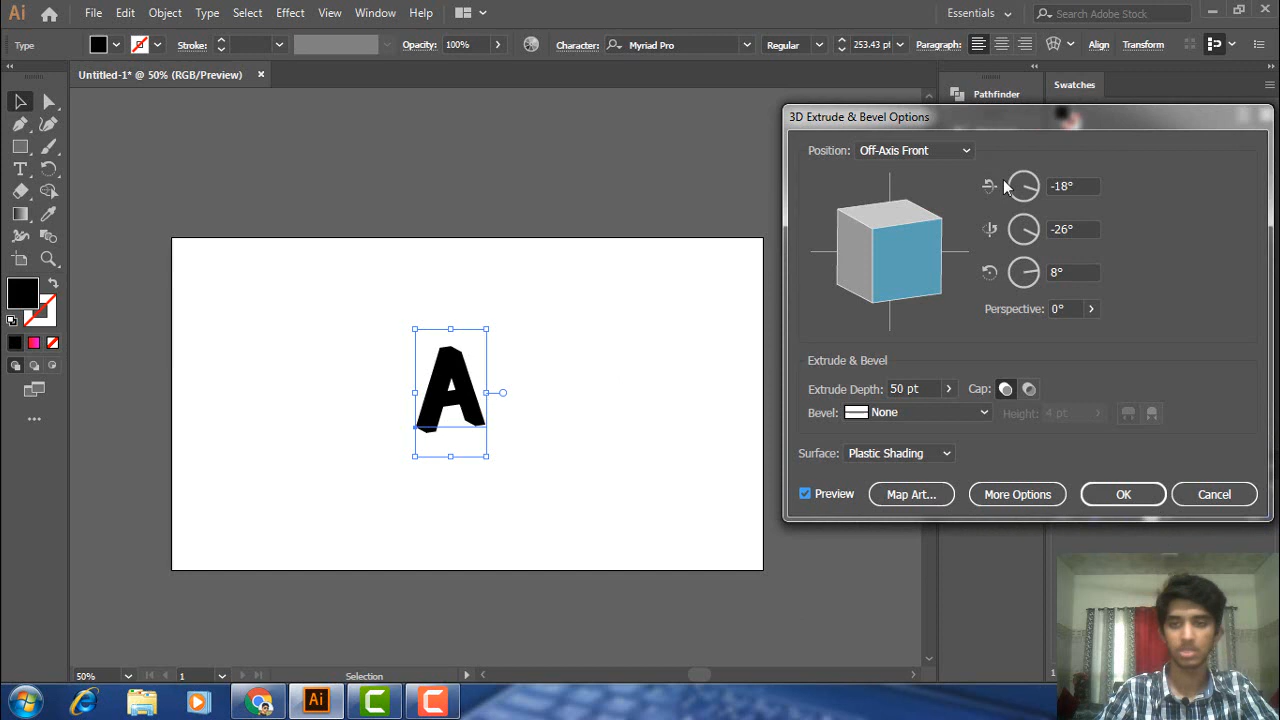 Ai File Edit Object Type Select Effect View Window Help Essentials Search Adobe Stock
Type Stroke: Opacity: 100% Character: Myriad Pro Regular 253.43 pt Paragraph: Align Transform
Untitled-1* @ 50% (RGB/Preview)
Pathfinder Swatches
3D Extrude & Bevel Options
Position: Off-Axis Front
-18°
-26°
8°
Perspective: 0°
A
Extrude & Bevel
Extrude Depth: 50 pt Cap:
Bevel: None Height: 4 pt
Surface: Plastic Shading
Preview Map Art... More Options OK Cancel
50% 1 Selection
Ai